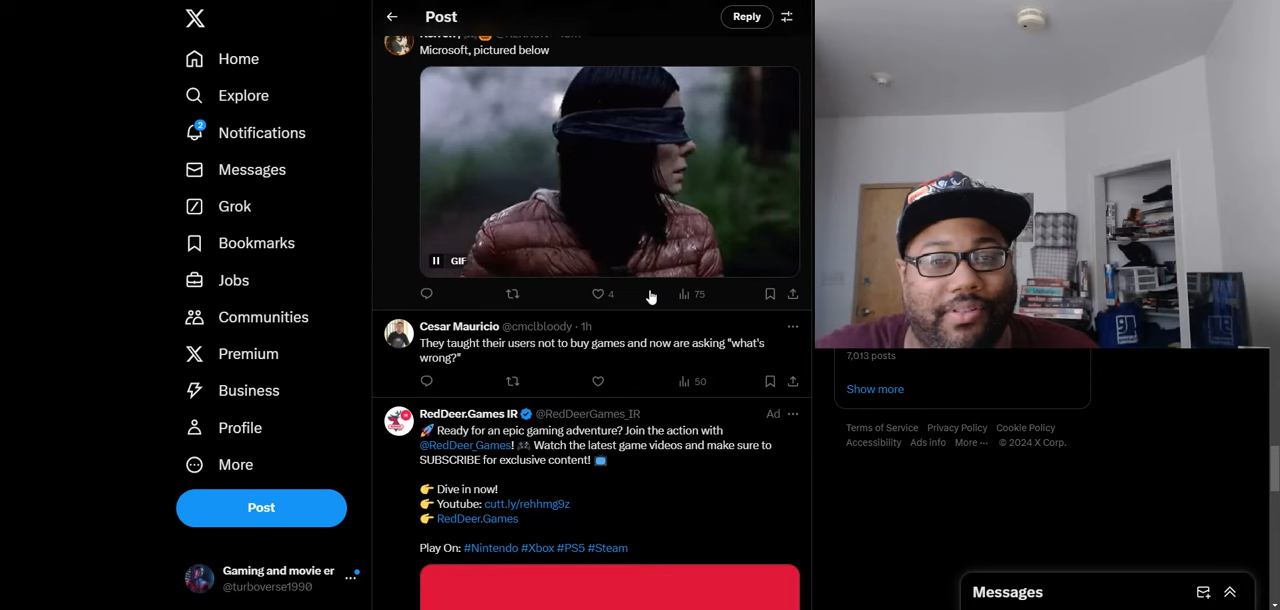 Post
Reply
Home
Explore
2
Notifications
Messages
Grok
Bookmarks
Jobs
Communities
Premium
Business
Profile
More
Post
Gaming and movie er
@turboverse1990
Microsoft, pictured below
GIF
4
75
Cesar Mauricio @cmclbloody · 1h
They taught their users not to buy games and now are asking "what's
wrong?"
50
RedDeer.Games IR @RedDeerGames_IR Ad
🚀 Ready for an epic gaming adventure? Join the action with
@RedDeer_Games! 🎮 Watch the latest game videos and make sure to
SUBSCRIBE for exclusive content! 📺
👉 Dive in now!
👉 Youtube: cutt.ly/rehhmg9z
👉 RedDeer.Games
Play On: #Nintendo #Xbox #PS5 #Steam
7,013 posts
Show more
Terms of Service Privacy Policy Cookie Policy
Accessibility Ads info More ··· © 2024 X Corp.
Messages